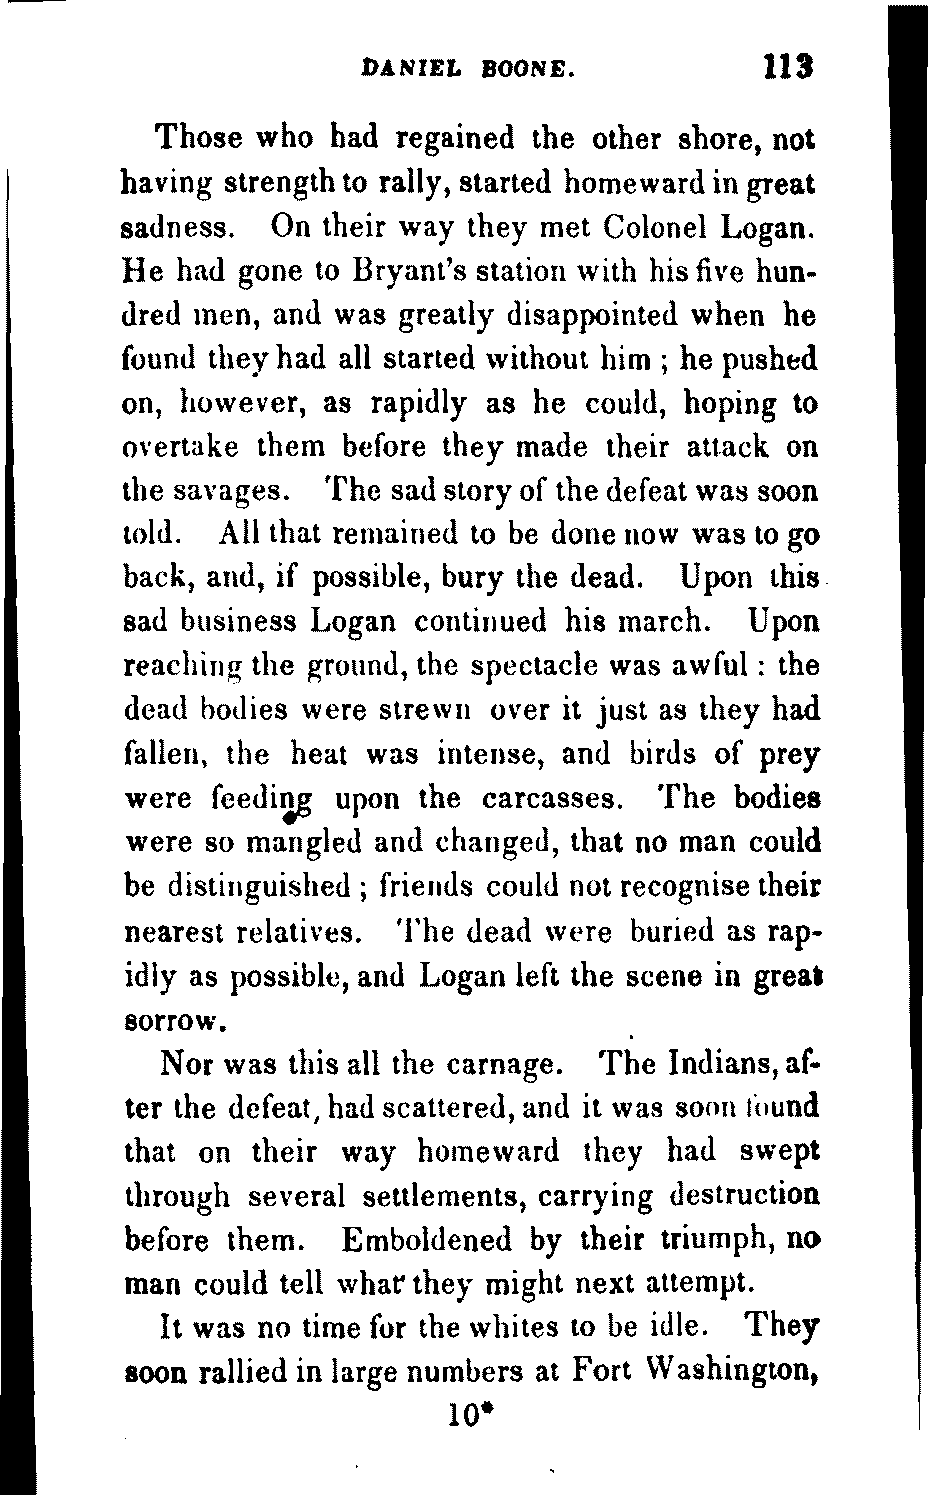 DANIEL BOONE. 113
Those who had regained the other shore, not
having strength to rally, started homeward in great
sadness. On their way they met Colonel Logan.
He had gone to Bryant's station with his five hun-
dred men, and was greatly disappointed when he
found they had all started without him ; he pushed
on, however, as rapidly as he could, hoping to
overtake them before they made their attack on
the savages. The sad story of the defeat was soon
told. All that remained to be done now was to go
back, and, if possible, bury the dead. Upon this
sad business Logan continued his march. Upon
reaching the ground, the spectacle was awful : the
dead bodies were strewn over it just as they had
fallen, the heat was intense, and birds of prey
were feeding upon the carcasses. The bodies
were so mangled and changed, that no man could
be distinguished ; friends could not recognise their
nearest relatives. The dead were buried as rap-
idly as possible, and Logan left the scene in great
sorrow.
Nor was this all the carnage. The Indians, af-
ter the defeat, had scattered, and it was soon found
that on their way homeward they had swept
through several settlements, carrying destruction
before them. Emboldened by their triumph, no
man could tell what they might next attempt.
It was no time for the whites to be idle. They
soon rallied in large numbers at Fort Washington,
10*